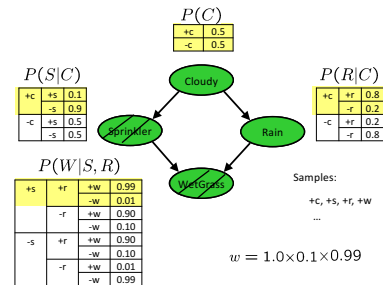 P(C)
+c 0.5
-c 0.5
P(S|C)
+c +s 0.1
-s 0.9
-c +s 0.5
-s 0.5
Cloudy
P(R|C)
+c +r 0.8
-r 0.2
-c +r 0.2
-r 0.8
Sprinkler
Rain
WetGrass
P(W|S, R)
+s +r +w 0.99
-w 0.01
-r +w 0.90
-w 0.10
-s +r +w 0.90
-w 0.10
-r +w 0.01
-w 0.99
Samples:
+c, +s, +r, +w
...
w = 1.0×0.1×0.99